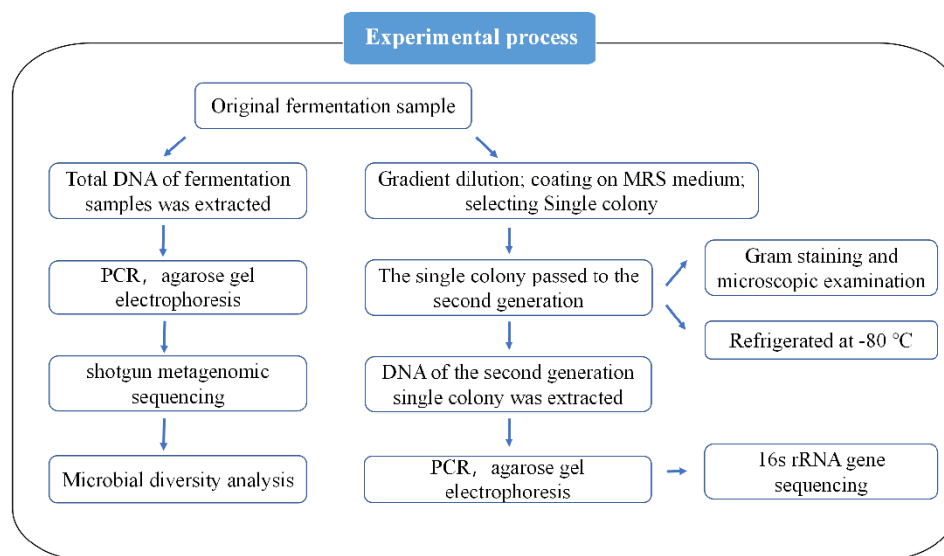 Experimental process
Original fermentation sample
Total DNA of fermentation
samples was extracted
PCR，agarose gel
electrophoresis
shotgun metagenomic
sequencing
Microbial diversity analysis
Gradient dilution; coating on MRS medium;
selecting Single colony
The single colony passed to the
second generation
Gram staining and
microscopic examination
Refrigerated at -80 ℃
DNA of the second generation
single colony was extracted
PCR，agarose gel
electrophoresis
16s rRNA gene
sequencing